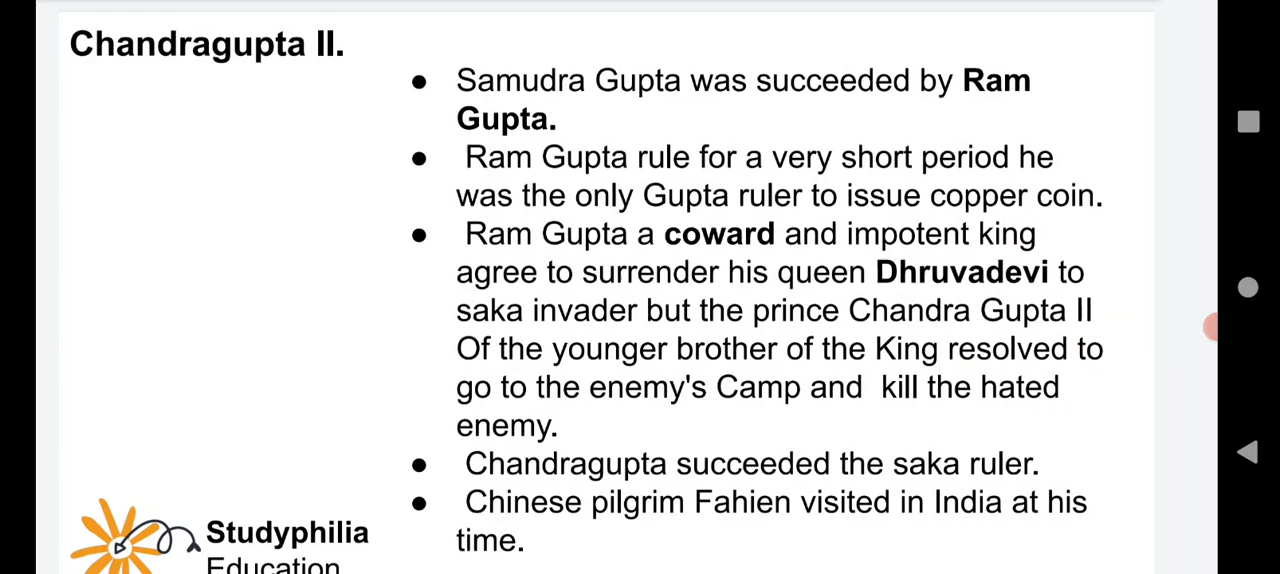 Chandragupta II.
● Samudra Gupta was succeeded by Ram
Gupta.
● Ram Gupta rule for a very short period he
was the only Gupta ruler to issue copper coin.
● Ram Gupta a coward and impotent king
agree to surrender his queen Dhruvadevi to
saka invader but the prince Chandra Gupta II
Of the younger brother of the King resolved to
go to the enemy's Camp and kill the hated
enemy.
● Chandragupta succeeded the saka ruler.
● Chinese pilgrim Fahien visited in India at his
time.
Studyphilia
Education